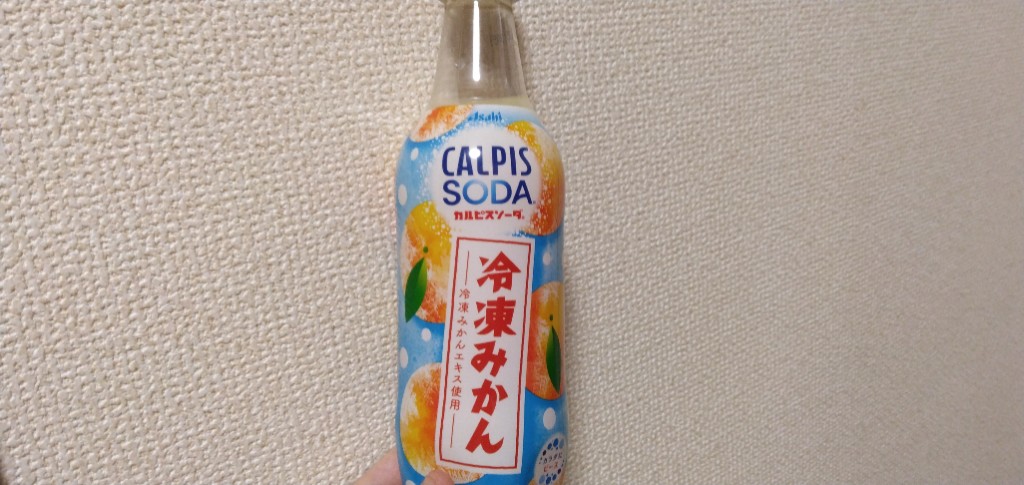 Asahi
CALPIS
SODA
カルピスソーダ
冷凍みかん
冷凍みかんエキス使用